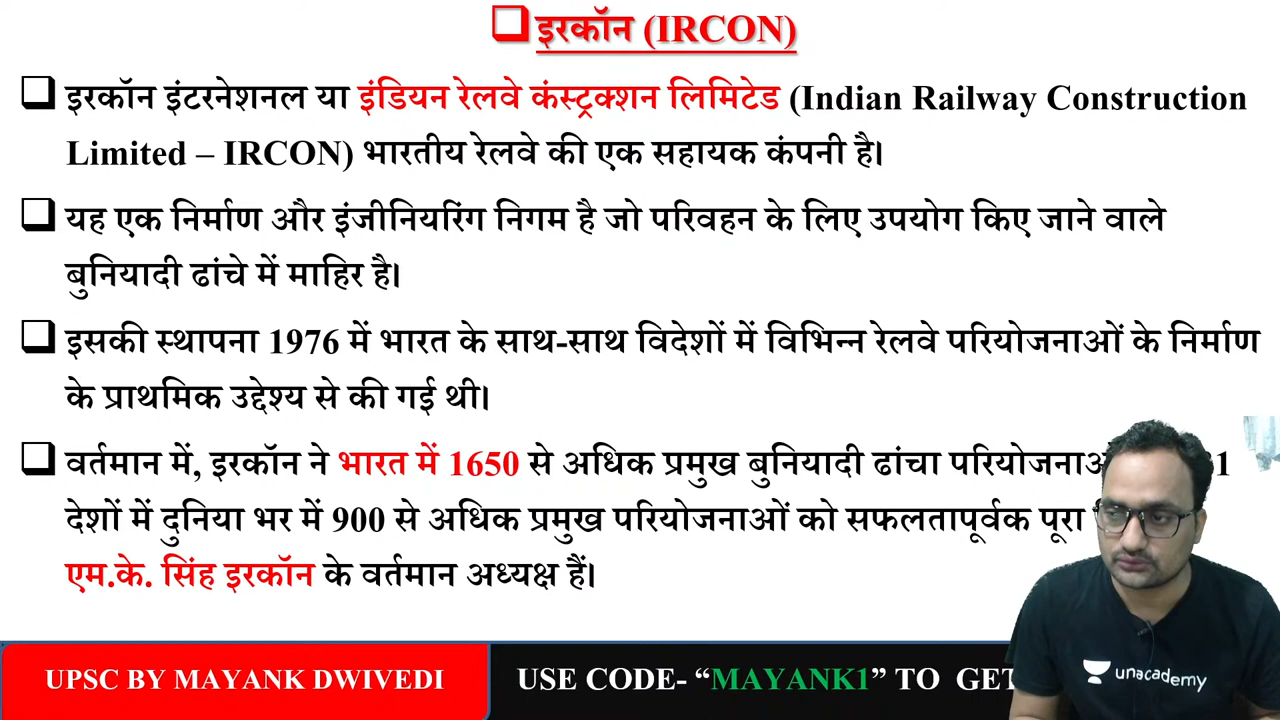 इरकॉन (IRCON)
इरकॉन इंटरनेशनल या इंडियन रेलवे कंस्ट्रक्शन लिमिटेड (Indian Railway Construction
Limited – IRCON) भारतीय रेलवे की एक सहायक कंपनी है।
यह एक निर्माण और इंजीनियरिंग निगम है जो परिवहन के लिए उपयोग किए जाने वाले
बुनियादी ढांचे में माहिर है।
इसकी स्थापना 1976 में भारत के साथ-साथ विदेशों में विभिन्न रेलवे परियोजनाओं के निर्माण
के प्राथमिक उद्देश्य से की गई थी।
वर्तमान में, इरकॉन ने भारत में 1650 से अधिक प्रमुख बुनियादी ढांचा
देशों में दुनिया भर में 900 से अधिक प्रमुख परियोजनाओं को सफलतापूर्वक पूरा
एम.के. सिंह इरकॉन के वर्तमान अध्यक्ष हैं।
UPSC BY MAYANK DWIVEDI
USE CODE- “MAYANK1” TO GET
unacademy